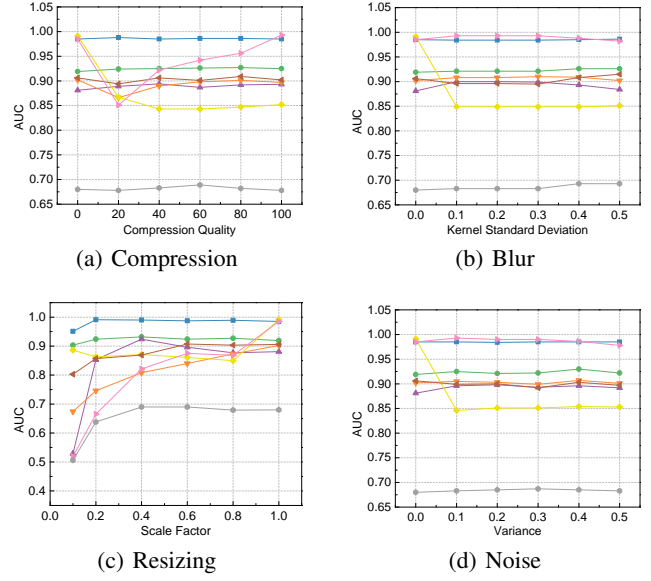 1.05
1.00
0.95
0.90
0.85
0.80
0.75
0.70
0.65
AUC
0 20 40 60 80 100
Compression Quality
(a) Compression
1.05
1.00
0.95
0.90
0.85
0.80
0.75
0.70
0.65
AUC
0.0 0.1 0.2 0.3 0.4 0.5
Kernel Standard Deviation
(b) Blur
1.0
0.9
0.8
0.7
0.6
0.5
0.4
AUC
0.0 0.2 0.4 0.6 0.8 1.0
Scale Factor
(c) Resizing
1.05
1.00
0.95
0.90
0.85
0.80
0.75
0.70
0.65
AUC
0.0 0.1 0.2 0.3 0.4 0.5
Variance
(d) Noise